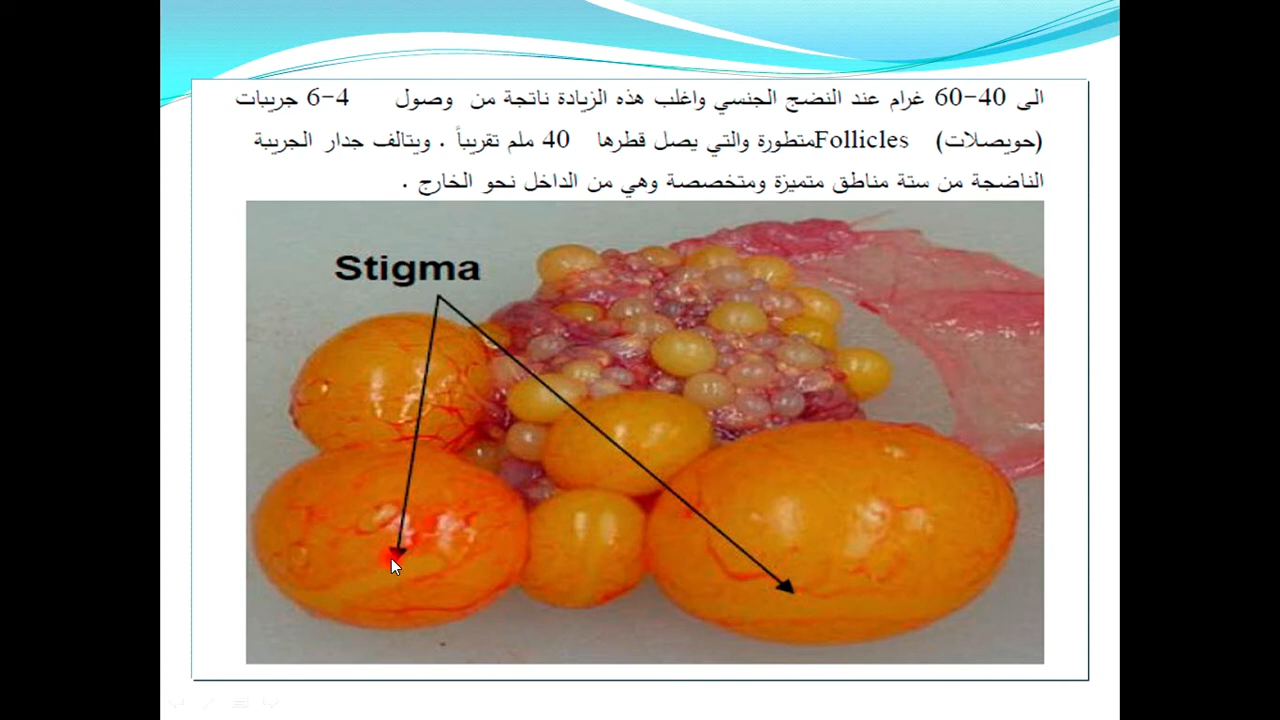 الى 40-60 غرام عند النضج الجنسي واغلب هذه الزيادة ناتجة من وصول 4-6 جريبات
(حويصلات) Follicles متطورة والتي يصل قطرها 40 ملم تقريباً . ويتالف جدار الجريبة
الناضجة من ستة مناطق متميزة ومتخصصة وهي من الداخل نحو الخارج .
Stigma